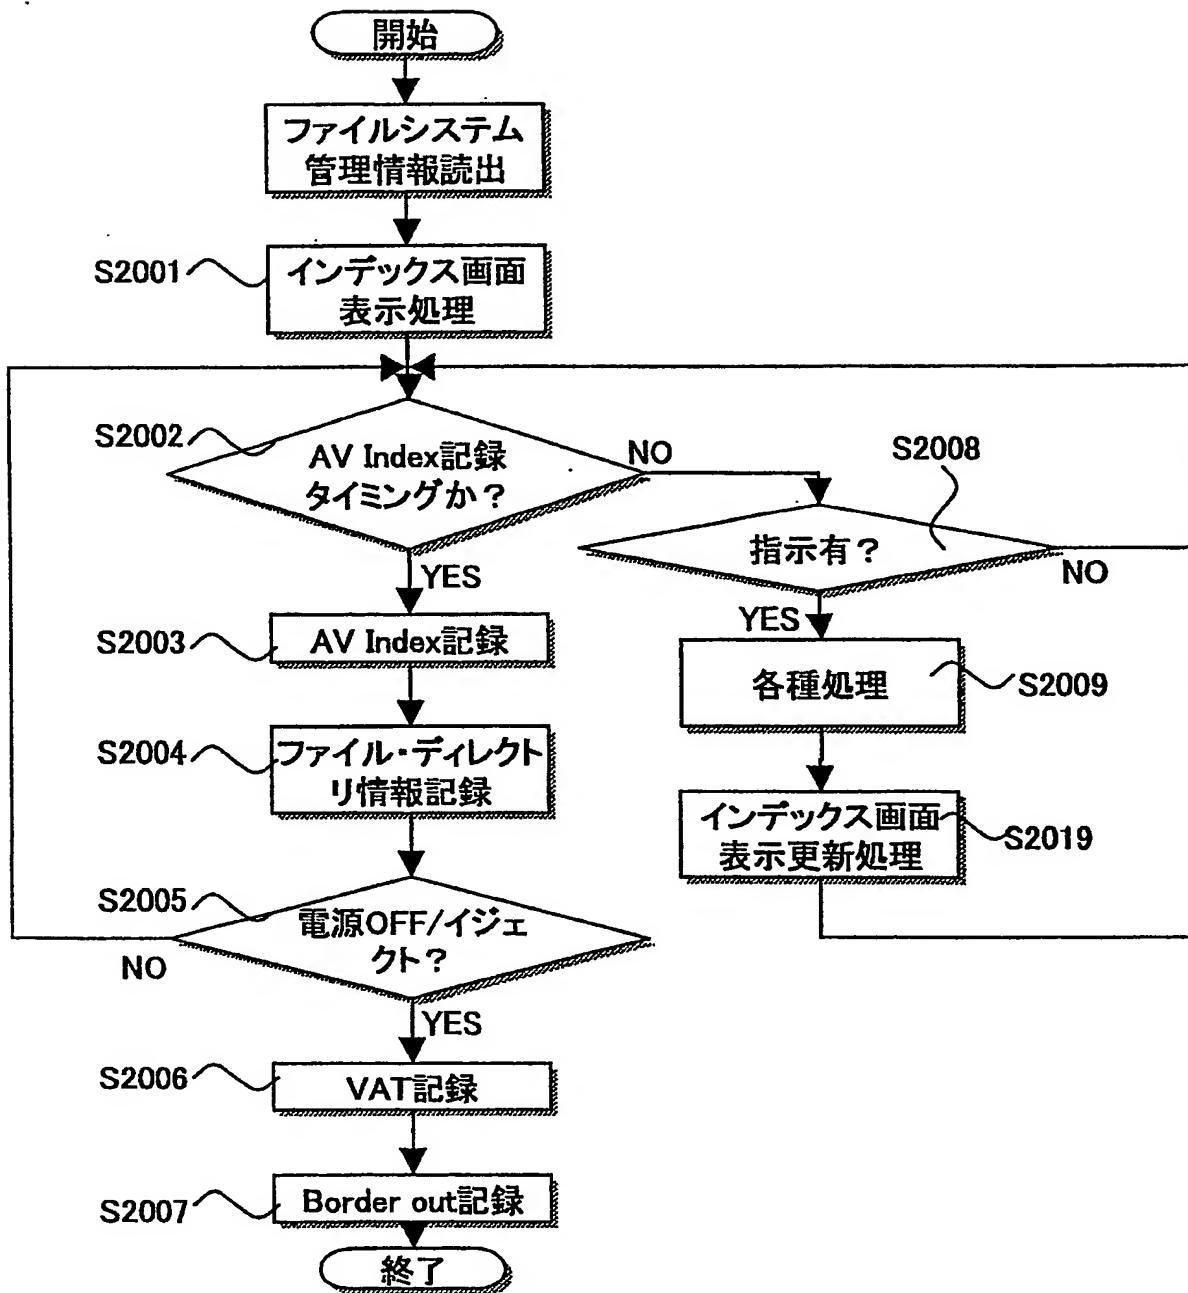 開始
ファイルシステム
管理情報読出
S2001
インデックス画面
表示処理
S2002
AV Index記録
タイミングか？
NO
YES
S2008
指示有？
NO
YES
S2003
AV Index記録
各種処理
S2009
S2004
ファイル・ディレクト
リ情報記録
インデックス画面
表示更新処理
S2019
S2005
電源OFF/イジェ
クト？
NO
YES
S2006
VAT記録
S2007
Border out記録
終了